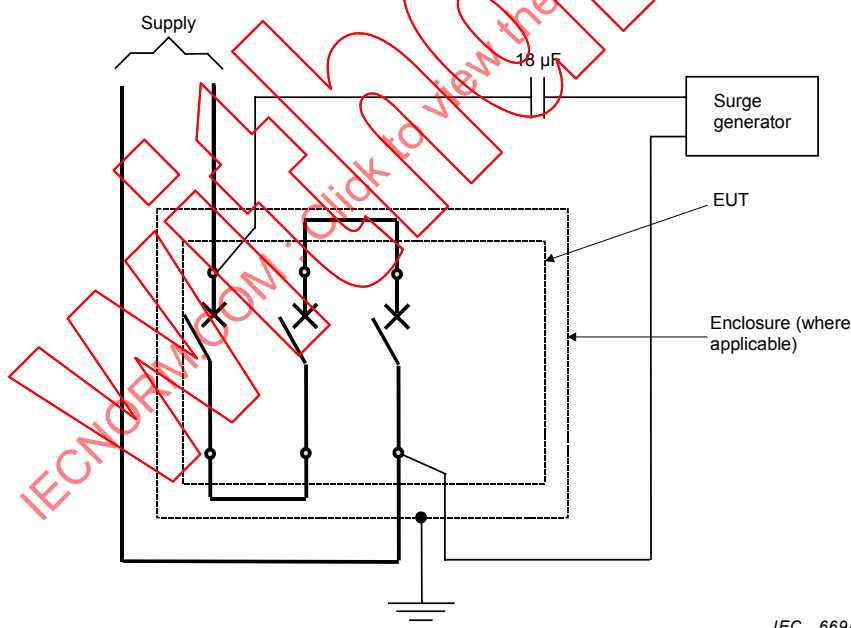 Supply
18 µF
Surge
generator
EUT
Enclosure (where
applicable)
IECNORM.COM : Click to view the